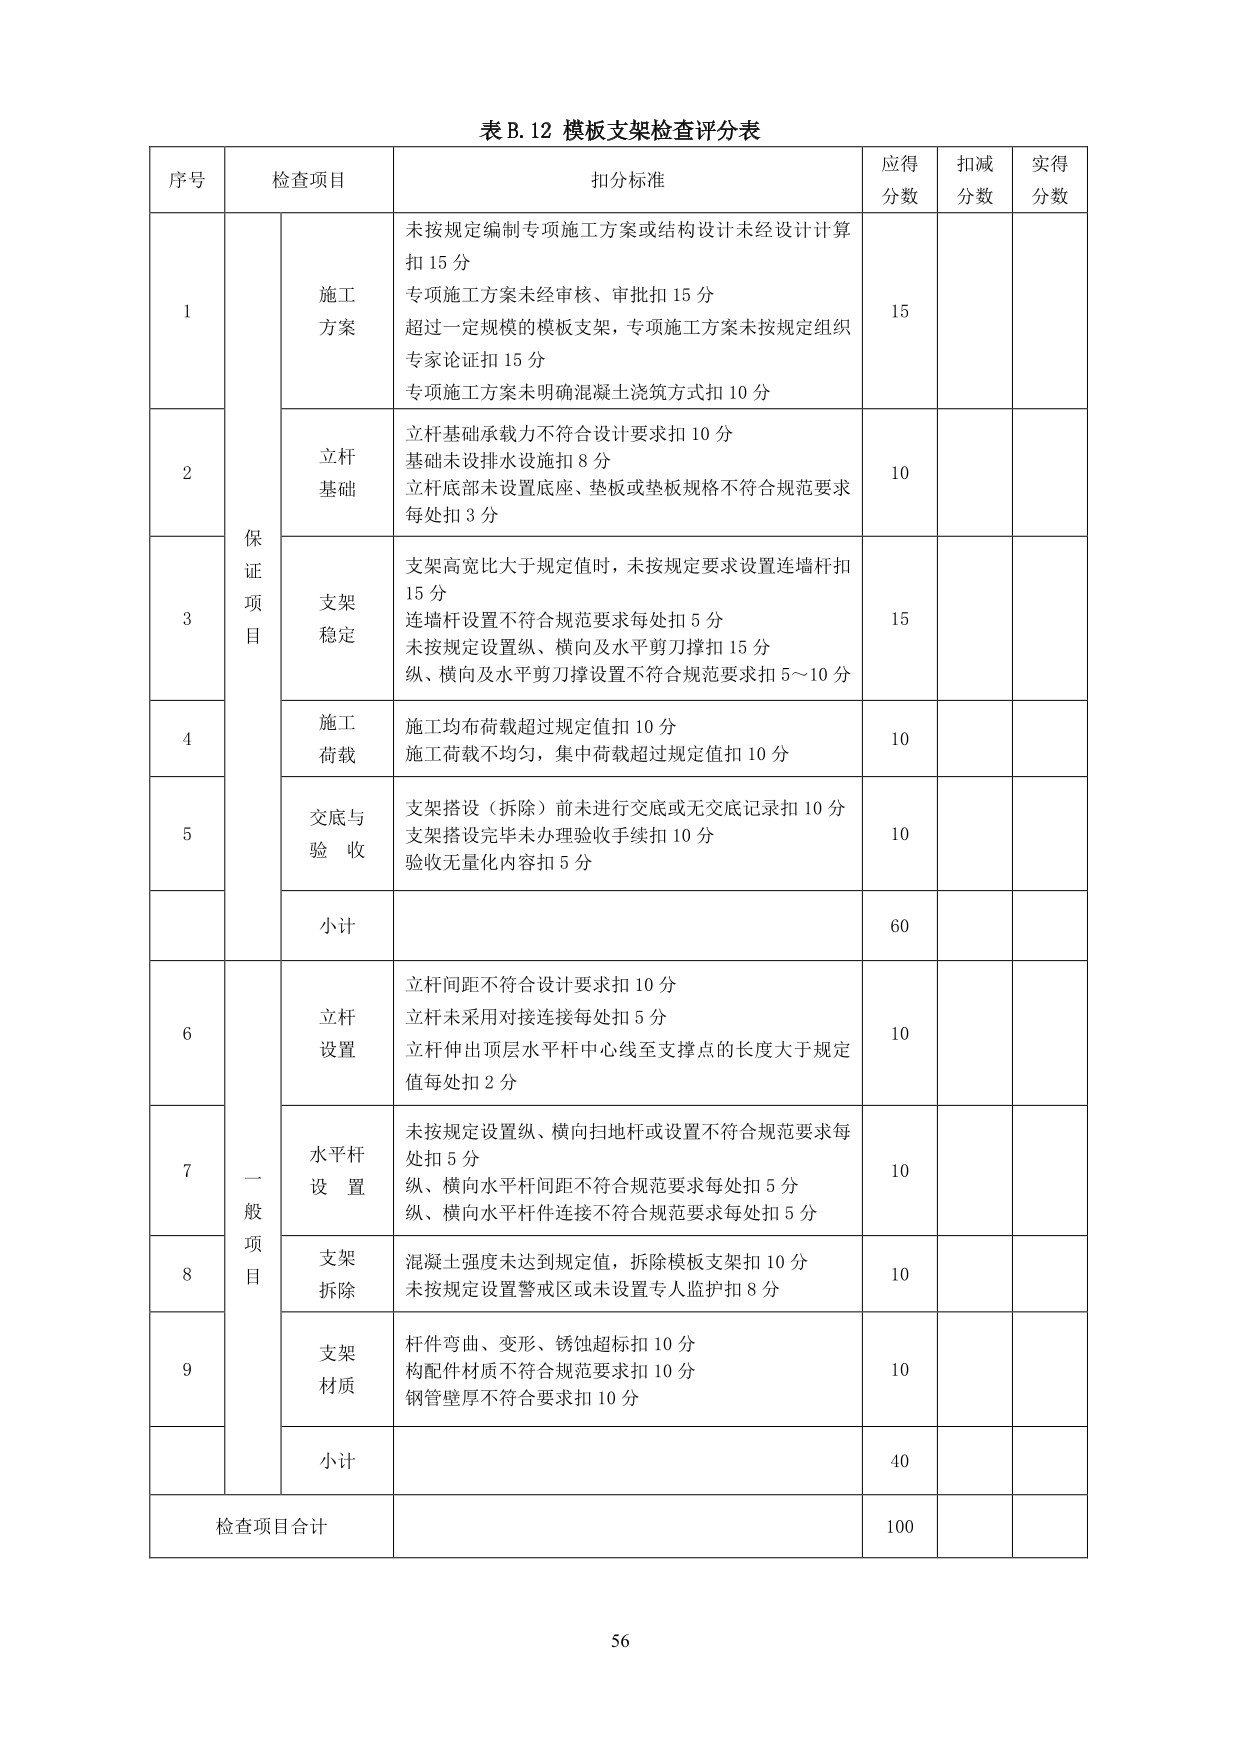 表 B.12 模板支架检查评分表
序号
检查项目
扣分标准
应得
分数
扣减
分数
实得
分数
1
保
证
项
目
施工
方案
未按规定编制专项施工方案或结构设计未经设计计算
扣 15 分
专项施工方案未经审核、审批扣 15 分
超过一定规模的模板支架，专项施工方案未按规定组织
专家论证扣 15 分
专项施工方案未明确混凝土浇筑方式扣 10 分
15
2
立杆
基础
立杆基础承载力不符合设计要求扣 10 分
基础未设排水设施扣 8 分
立杆底部未设置底座、垫板或垫板规格不符合规范要求
每处扣 3 分
10
3
支架
稳定
支架高宽比大于规定值时，未按规定要求设置连墙杆扣
15 分
连墙杆设置不符合规范要求每处扣 5 分
未按规定设置纵、横向及水平剪刀撑扣 15 分
纵、横向及水平剪刀撑设置不符合规范要求扣 5～10 分
15
4
施工
荷载
施工均布荷载超过规定值扣 10 分
施工荷载不均匀，集中荷载超过规定值扣 10 分
10
5
交底与
验　收
支架搭设（拆除）前未进行交底或无交底记录扣 10 分
支架搭设完毕未办理验收手续扣 10 分
验收无量化内容扣 5 分
10
小计
60
6
一
般
项
目
立杆
设置
立杆间距不符合设计要求扣 10 分
立杆未采用对接连接每处扣 5 分
立杆伸出顶层水平杆中心线至支撑点的长度大于规定
值每处扣 2 分
10
7
水平杆
设　置
未按规定设置纵、横向扫地杆或设置不符合规范要求每
处扣 5 分
纵、横向水平杆间距不符合规范要求每处扣 5 分
纵、横向水平杆件连接不符合规范要求每处扣 5 分
10
8
支架
拆除
混凝土强度未达到规定值，拆除模板支架扣 10 分
未按规定设置警戒区或未设置专人监护扣 8 分
10
9
支架
材质
杆件弯曲、变形、锈蚀超标扣 10 分
构配件材质不符合规范要求扣 10 分
钢管壁厚不符合要求扣 10 分
10
小计
40
检查项目合计
100
56